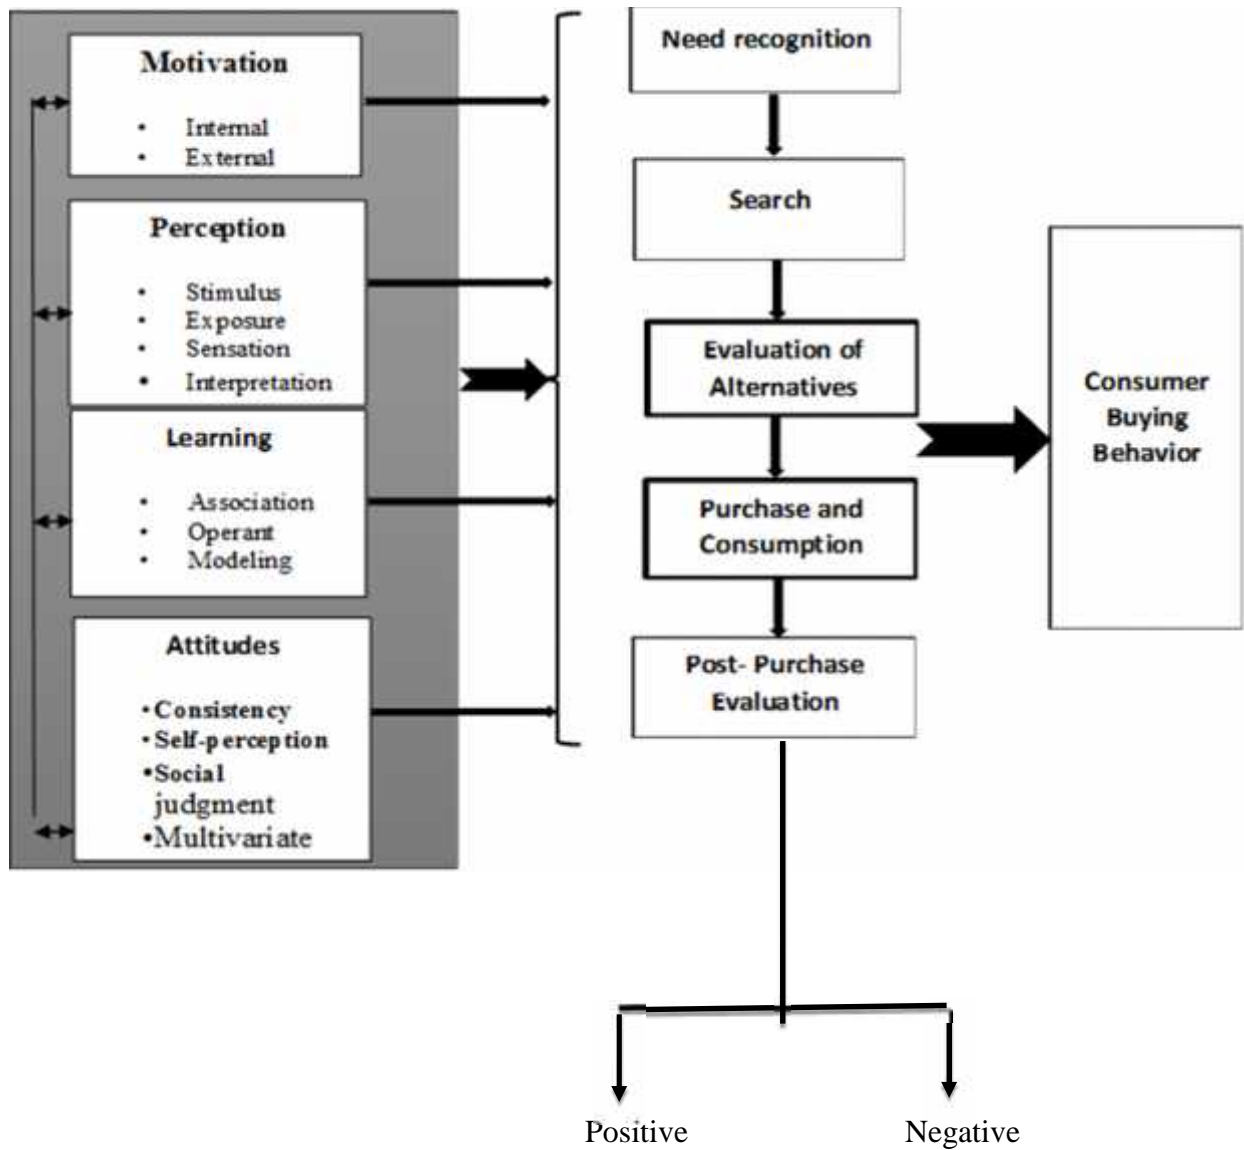 Motivation
• Internal
• External
Perception
• Stimulus
• Exposure
• Sensation
• Interpretation
Learning
• Association
• Operant
• Modeling
Attitudes
•Consistency
•Self-perception
•Social
judgment
•Multivariate
Need recognition
Search
Evaluation of
Alternatives
Purchase and
Consumption
Post- Purchase
Evaluation
Consumer
Buying
Behavior
Positive
Negative